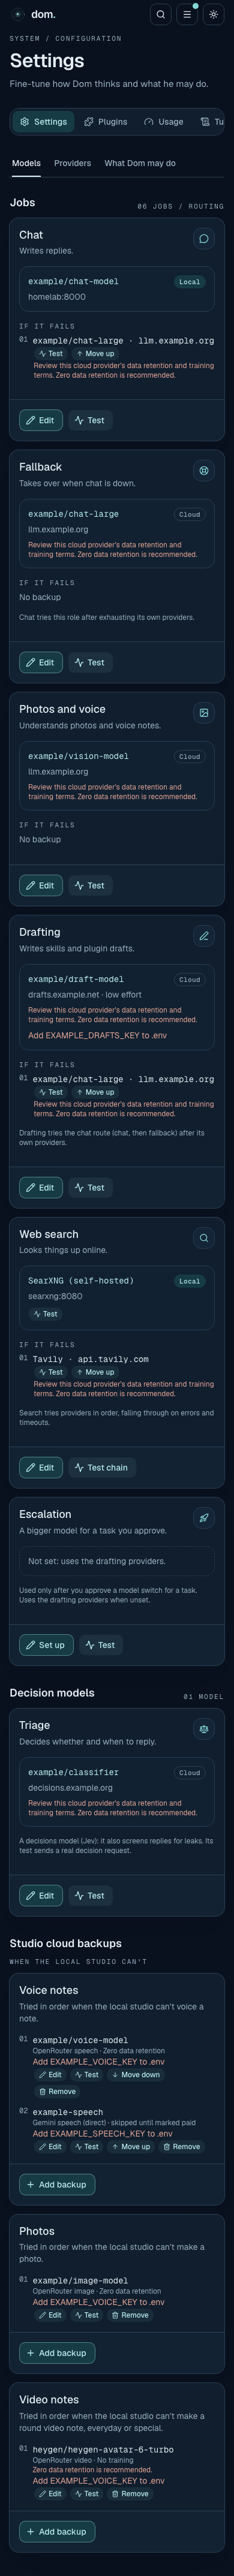 dom.
SYSTEM / CONFIGURATION
Settings
Fine-tune how Dom thinks and what he may do.
Settings
Plugins
Usage
Tu
Models
Providers
What Dom may do
Jobs
06 JOBS / ROUTING
Chat
Writes replies.
example/chat-model
Local
homelab:8000
IF IT FAILS
01 example/chat-large · llm.example.org
Test
Move up
Review this cloud provider's data retention and training
terms. Zero data retention is recommended.
Edit
Test
Fallback
Takes over when chat is down.
example/chat-large
Cloud
llm.example.org
Review this cloud provider's data retention and
training terms. Zero data retention is recommended.
IF IT FAILS
No backup
Chat tries this role after exhausting its own providers.
Edit
Test
Photos and voice
Understands photos and voice notes.
example/vision-model
Cloud
llm.example.org
Review this cloud provider's data retention and
training terms. Zero data retention is recommended.
IF IT FAILS
No backup
Edit
Test
Drafting
Writes skills and plugin drafts.
example/draft-model
Cloud
drafts.example.net · low effort
Review this cloud provider's data retention and
training terms. Zero data retention is recommended.
Add EXAMPLE_DRAFTS_KEY to .env
IF IT FAILS
01 example/chat-large · llm.example.org
Test
Move up
Review this cloud provider's data retention and training
terms. Zero data retention is recommended.
Drafting tries the chat route (chat, then fallback) after its
own providers.
Edit
Test
Web search
Looks things up online.
SearXNG (self-hosted)
Local
searxng:8080
Test
IF IT FAILS
01 Tavily · api.tavily.com
Test
Move up
Review this cloud provider's data retention and training
terms. Zero data retention is recommended.
Search tries providers in order, falling through on errors and
timeouts.
Edit
Test chain
Escalation
A bigger model for a task you approve.
Not set: uses the drafting providers.
Used only after you approve a model switch for a task.
Uses the drafting providers when unset.
Set up
Test
Decision models
01 MODEL
Triage
Decides whether and when to reply.
example/classifier
Cloud
decisions.example.org
Review this cloud provider's data retention and
training terms. Zero data retention is recommended.
A decisions model (Jev): it also screens replies for leaks. Its
test sends a real decision request.
Edit
Test
Studio cloud backups
WHEN THE LOCAL STUDIO CAN'T
Voice notes
Tried in order when the local studio can't voice a
note.
01 example/voice-model
OpenRouter speech · Zero data retention
Add EXAMPLE_VOICE_KEY to .env
Edit
Test
Move down
Remove
02 example-speech
Gemini speech (direct) · skipped until marked paid
Add EXAMPLE_SPEECH_KEY to .env
Edit
Test
Move up
Remove
Add backup
Photos
Tried in order when the local studio can't make a
photo.
01 example/image-model
OpenRouter image · Zero data retention
Add EXAMPLE_VOICE_KEY to .env
Edit
Test
Remove
Add backup
Video notes
Tried in order when the local studio can't make a
round video note, everyday or special.
01 heygen/heygen-avatar-6-turbo
OpenRouter video · No training
Zero data retention is recommended.
Add EXAMPLE_VOICE_KEY to .env
Edit
Test
Remove
Add backup